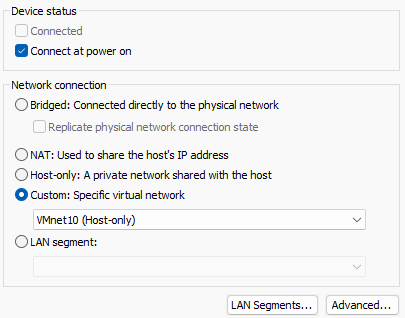 Device status
Connected
Connect at power on
Network connection
Bridged: Connected directly to the physical network
Replicate physical network connection state
NAT: Used to share the host's IP address
Host-only: A private network shared with the host
Custom: Specific virtual network
VMnet10 (Host-only)
LAN segment:
LAN Segments... Advanced...